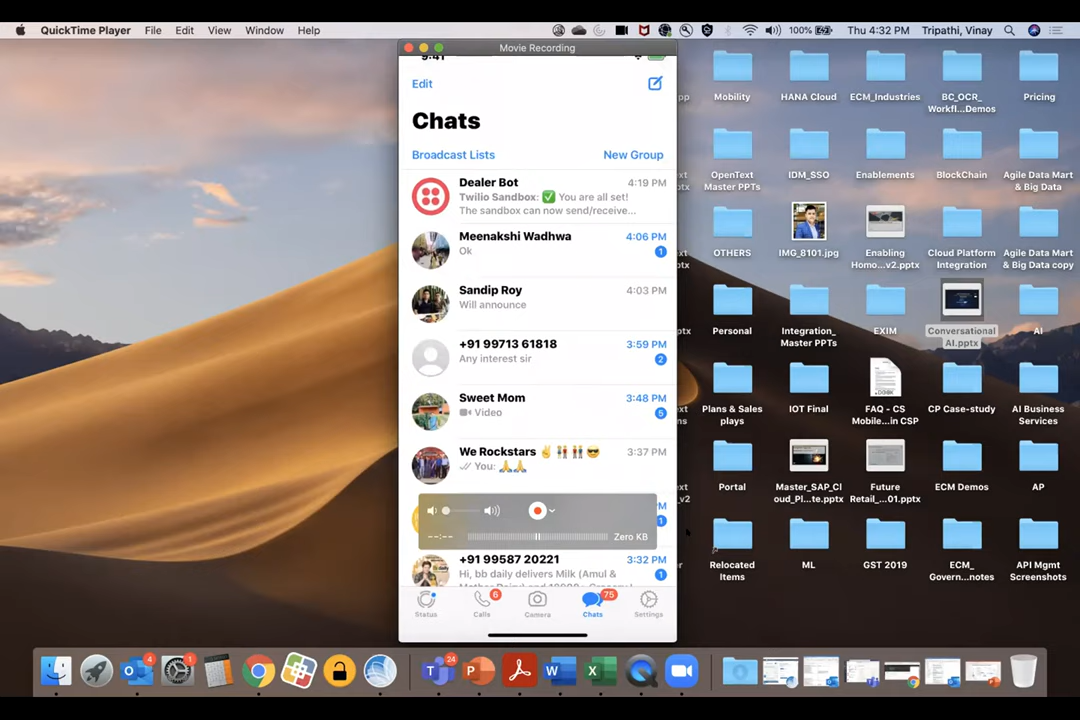 QuickTime Player File Edit View Window Help 100% Thu 4:32 PM Tripathi, Vinay
Movie Recording
9:41
Edit
Chats
Broadcast Lists New Group
Dealer Bot 4:19 PM
Twilio Sandbox: ✅ You are all set!
The sandbox can now send/receive...
Meenakshi Wadhwa 4:06 PM
Ok 1
Sandip Roy 4:03 PM
Will announce
+91 99713 61818 3:59 PM
Any interest sir 2
Sweet Mom 3:48 PM
Video 5
We Rockstars 3:37 PM
You: 🙏🙏
1
--:-- Zero KB
+91 99587 20221 3:32 PM
Hi, bb daily delivers Milk (Amul & 1
Status
6
Calls
Camera
75
Chats
Settings
Mobility
HANA Cloud
ECM_Industries
BC_OCR_
Workfl...Demos
Pricing
OpenText
Master PPTs
IDM_SSO
Enablements
BlockChain
Agile Data Mart
& Big Data
OTHERS
IMG_8101.jpg
Enabling
Homo...v2.pptx
Cloud Platform
Integration
Agile Data Mart
& Big Data copy
Personal
Integration_
Master PPTs
EXIM
Conversational
AI.pptx
AI
Plans & Sales
plays
IOT Final
FAQ - CS
Mobile...in CSP
CP Case-study
AI Business
Services
Portal
Master_SAP_Cl
oud_Pl...te.pptx
Future
Retail_...01.pptx
ECM Demos
AP
Relocated
Items
ML
GST 2019
ECM_
Govern...notes
API Mgmt
Screenshots
4
1
24